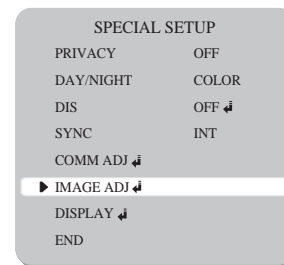 SPECIAL SETUP
PRIVACY OFF
DAY/NIGHT COLOR
DIS OFF ↲
SYNC INT
COMM ADJ ↲
▶ IMAGE ADJ ↲
DISPLAY ↲
END